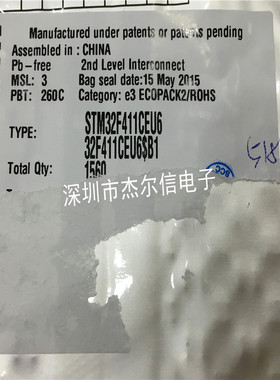 Manufactured under patents or patents pending
Assembled in : CHINA
Pb-free 2nd Level Interconnect
MSL: 3 Bag seal date:15 May 2015
PBT: 260C Category: e3 ECOPACK2/ROHS
TYPE: STM32F411CEU6
32F411CEU6$B1
Total Qty: 1560
深圳市杰尔信电子